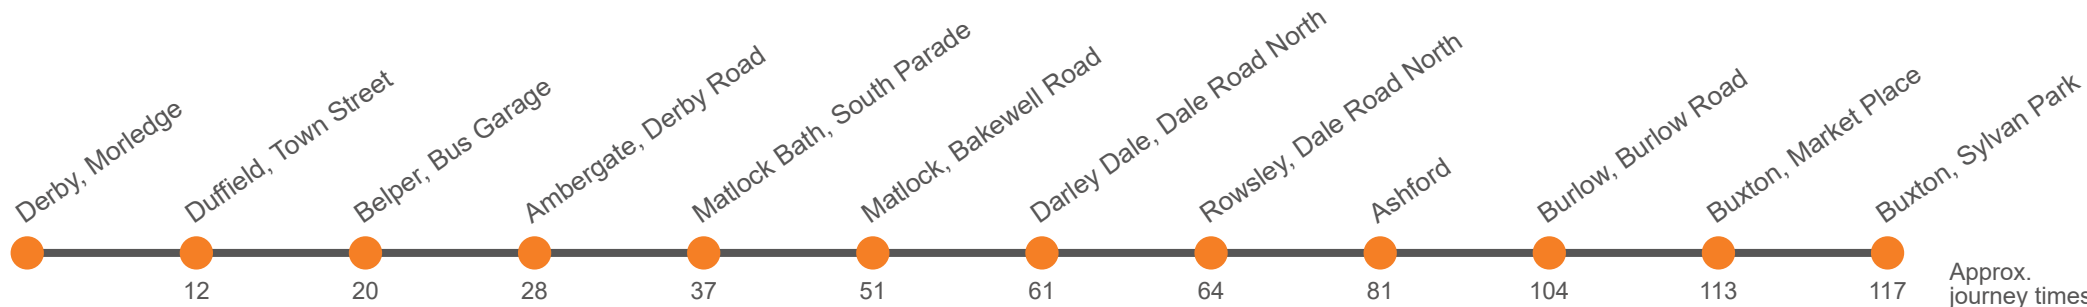 Derby, Morledge
Duffield, Town Street
Belper, Bus Garage
Ambergate, Derby Road
Matlock Bath, South Parade
Matlock, Bakewell Road
Darley Dale, Dale Road North
Rowsley, Dale Road North
Ashford
Burlow, Burlow Road
Buxton, Market Place
Buxton, Sylvan Park
12
20
28
37
51
61
64
81
104
113
117
Approx.
journey times